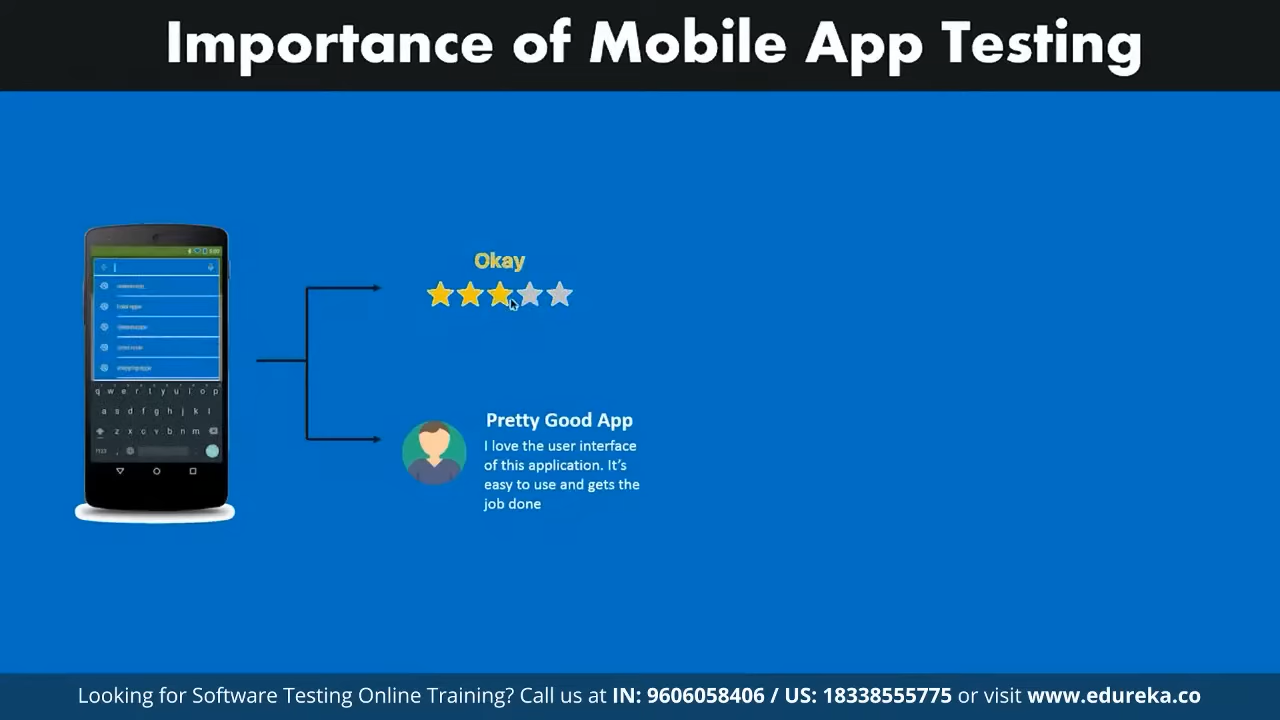 Importance of Mobile App Testing
Okay
q w e r t y u i o p
a s d f g h j k l
z x c v b n m
Pretty Good App
I love the user interface
of this application. It's
easy to use and gets the
job done
Looking for Software Testing Online Training? Call us at IN: 9606058406 / US: 18338555775 or visit www.edureka.co